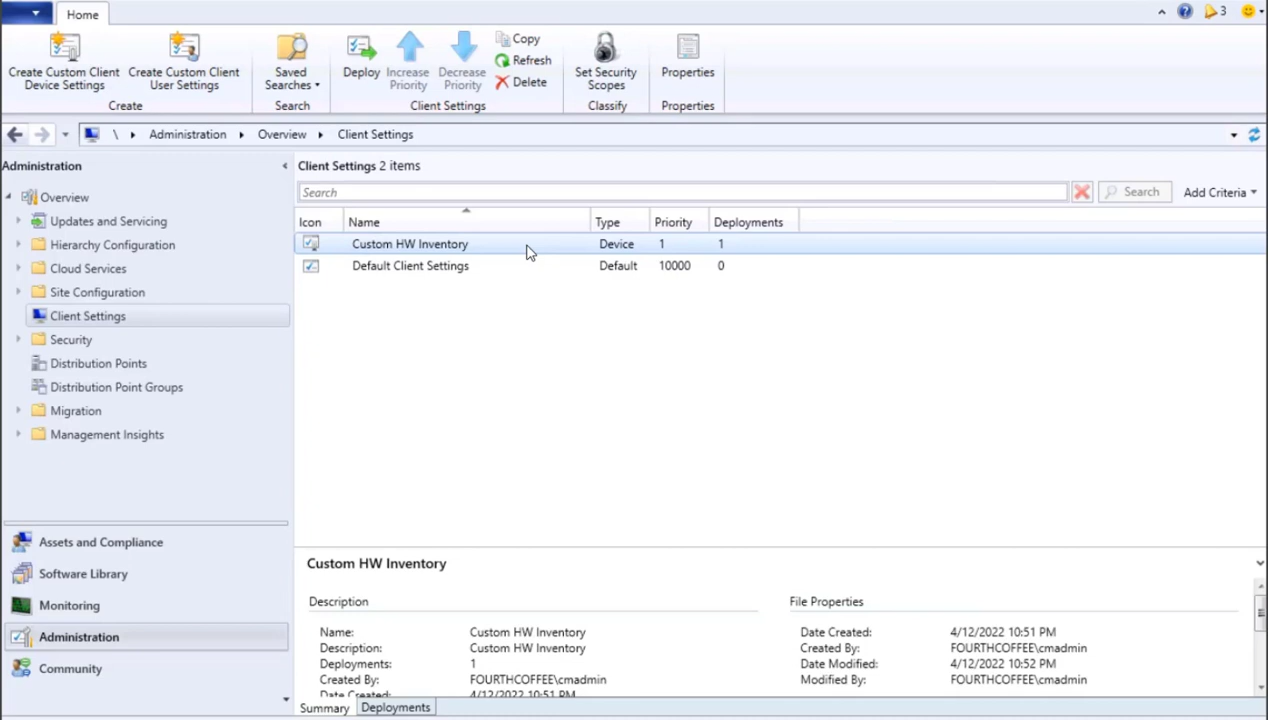 Home
3
Create Custom Client
Device Settings
Create Custom Client
User Settings
Create
Saved
Searches
Search
Deploy
Increase
Priority
Decrease
Priority
Copy
Refresh
Delete
Client Settings
Set Security
Scopes
Classify
Properties
Properties
\ Administration Overview Client Settings
Administration
Overview
Updates and Servicing
Hierarchy Configuration
Cloud Services
Site Configuration
Client Settings
Security
Distribution Points
Distribution Point Groups
Migration
Management Insights
Assets and Compliance
Software Library
Monitoring
Administration
Community
Client Settings 2 items
Search
Search
Add Criteria
Icon Name Type Priority Deployments
Custom HW Inventory Device 1 1
Default Client Settings Default 10000 0
Custom HW Inventory
Description
Name: Custom HW Inventory
Description: Custom HW Inventory
Deployments: 1
Created By: FOURTHCOFFEE\cmadmin
Date Created: 4/12/2022 10:51 PM
File Properties
Date Created: 4/12/2022 10:51 PM
Created By: FOURTHCOFFEE\cmadmin
Date Modified: 4/12/2022 10:52 PM
Modified By: FOURTHCOFFEE\cmadmin
Summary Deployments